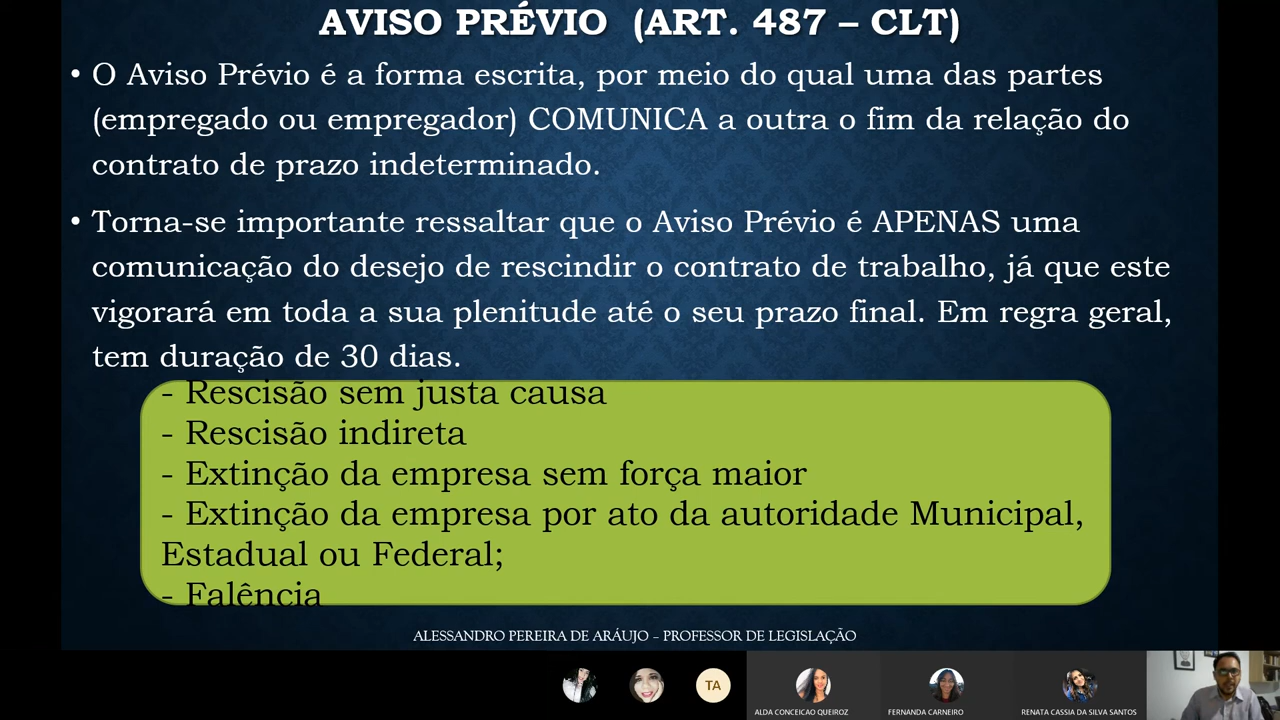 AVISO PRÉVIO (ART. 487 – CLT)
• O Aviso Prévio é a forma escrita, por meio do qual uma das partes
(empregado ou empregador) COMUNICA a outra o fim da relação do
contrato de prazo indeterminado.
• Torna-se importante ressaltar que o Aviso Prévio é APENAS uma
comunicação do desejo de rescindir o contrato de trabalho, já que este
vigorará em toda a sua plenitude até o seu prazo final. Em regra geral,
tem duração de 30 dias.
- Rescisão sem justa causa
- Rescisão indireta
- Extinção da empresa sem força maior
- Extinção da empresa por ato da autoridade Municipal,
Estadual ou Federal;
- Falência
ALESSANDRO PEREIRA DE ARÁUJO – PROFESSOR DE LEGISLAÇÃO
TA
ALDA CONCEICAO QUEIROZ
FERNANDA CARNEIRO
RENATA CASSIA DA SILVA SANTOS